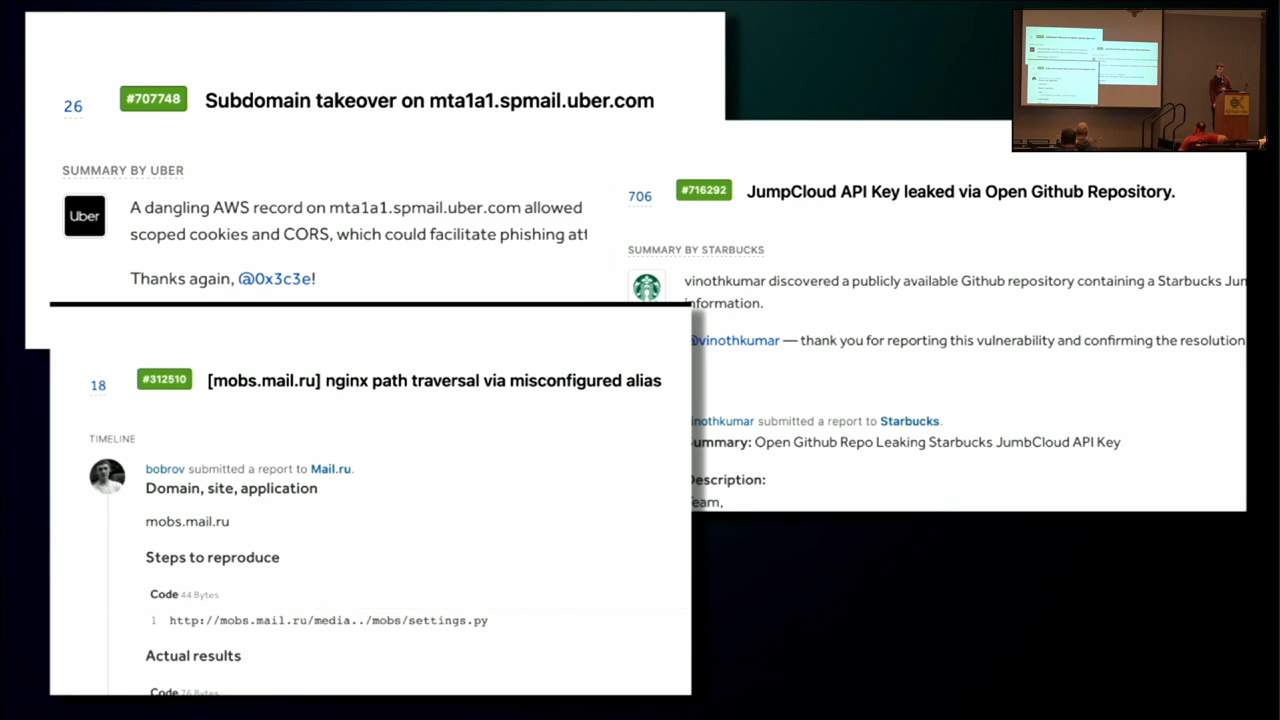 26
#707748
Subdomain takeover on mta1a1.spmail.uber.com
SUMMARY BY UBER
Uber
A dangling AWS record on mta1a1.spmail.uber.com allowed
scoped cookies and CORS, which could facilitate phishing att
Thanks again, @0x3c3e!
706
#716292
JumpCloud API Key leaked via Open Github Repository.
SUMMARY BY STARBUCKS
vinothkumar discovered a publicly available Github repository containing a Starbucks Jum
information.
@vinothkumar — thank you for reporting this vulnerability and confirming the resolution
vinothkumar submitted a report to Starbucks.
Summary: Open Github Repo Leaking Starbucks JumbCloud API Key
Description:
Team,
18
#312510
[mobs.mail.ru] nginx path traversal via misconfigured alias
TIMELINE
bobrov submitted a report to Mail.ru.
Domain, site, application
mobs.mail.ru
Steps to reproduce
Code 44 Bytes
1 http://mobs.mail.ru/media../mobs/settings.py
Actual results
Code 76 Bytes